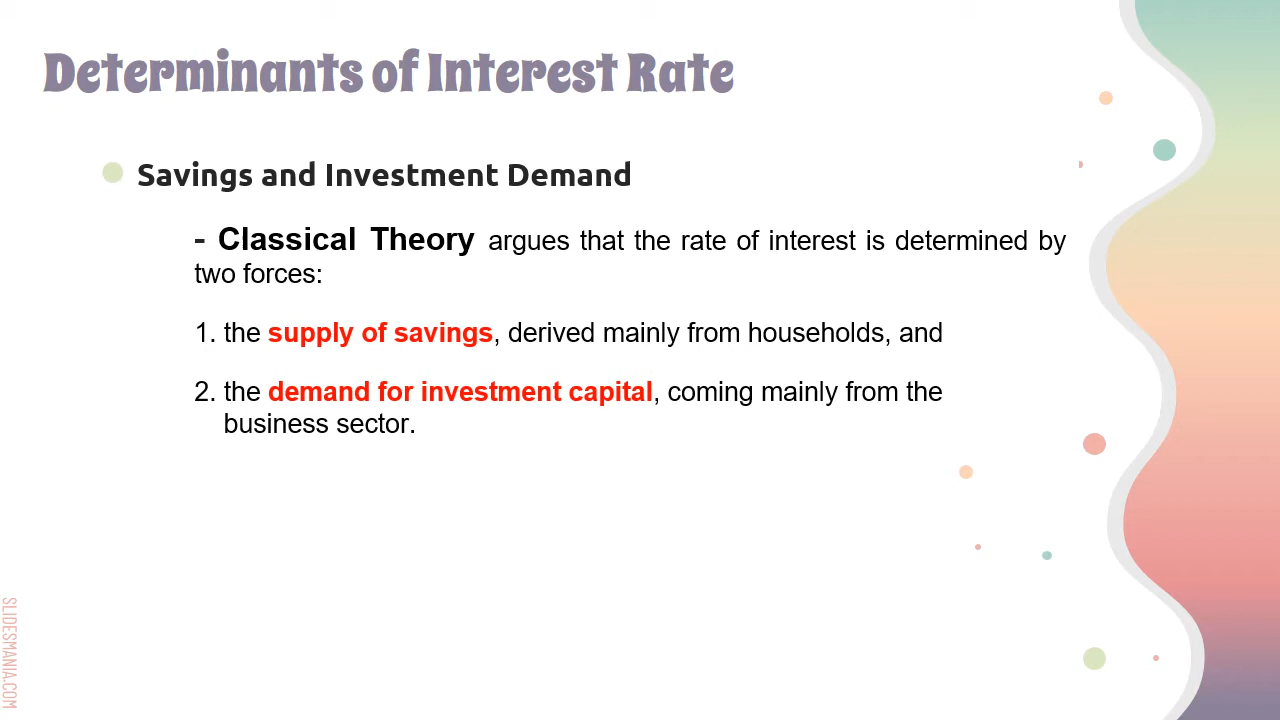 Determinants of Interest Rate
Savings and Investment Demand
- Classical Theory argues that the rate of interest is determined by
two forces:
1. the supply of savings, derived mainly from households, and
2. the demand for investment capital, coming mainly from the
business sector.
SLIDESMANIA.COM